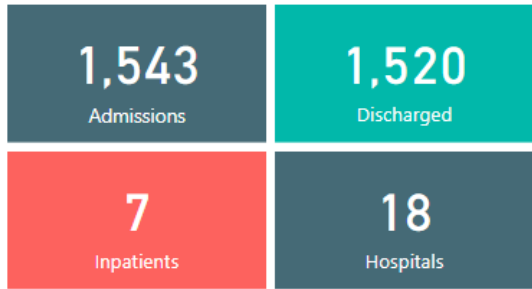 1,543
Admissions
1,520
Discharged
7
Inpatients
18
Hospitals